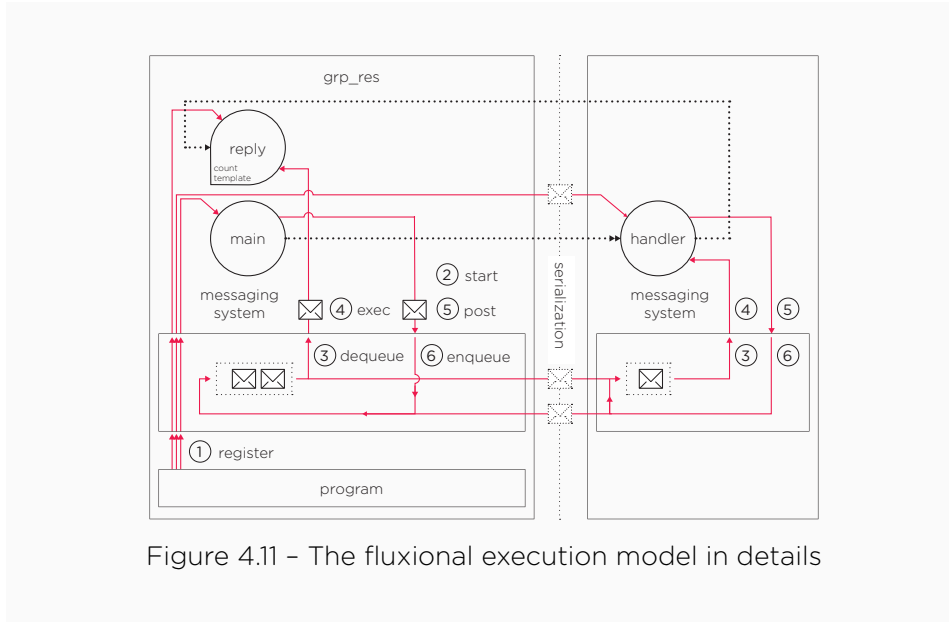 grp_res
reply
count
template
main
handler
② start
messaging
system
④ exec
⑤ post
serialization
messaging
system
④
⑤
③ dequeue
⑥ enqueue
③
⑥
① register
program
Figure 4.11 – The fluxional execution model in details